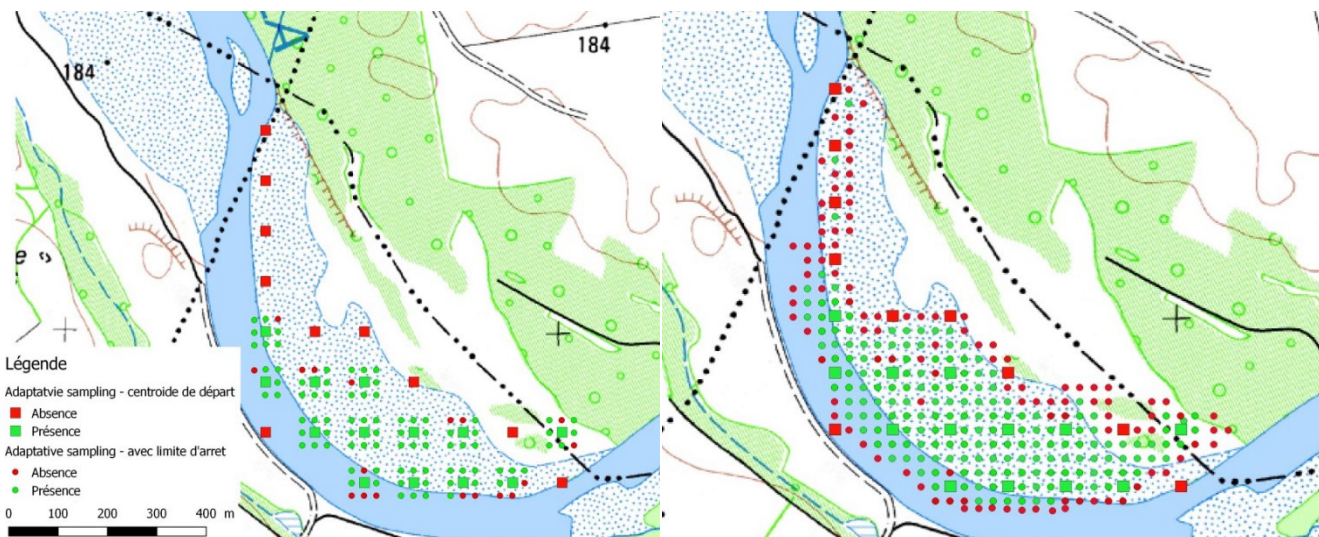 184
184
184
e s
Légende
Adaptatvie sampling - centroide de départ
Absence
Présence
Adaptative sampling - avec limite d'arret
Absence
Présence
0 100 200 300 400 m